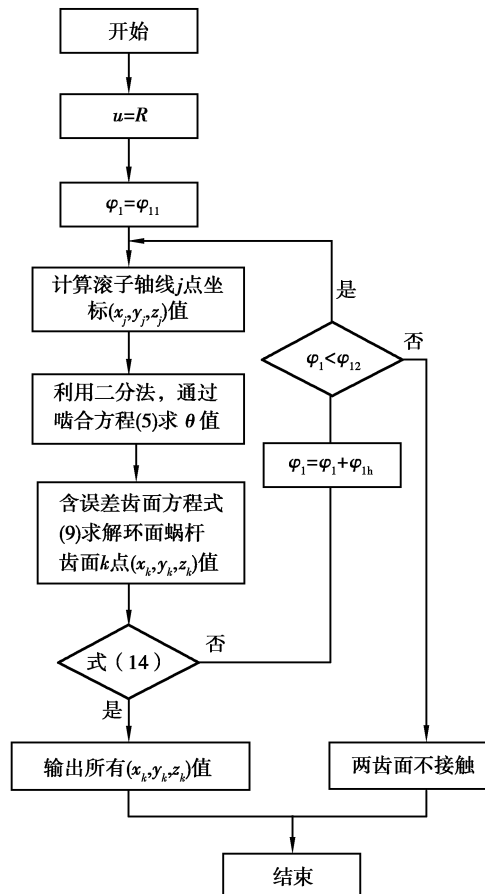 开始
u=R
φ₁=φ₁₁
计算滚子轴线j点坐
标(xⱼ,yⱼ,zⱼ)值
利用二分法，通过
啮合方程(5)求 θ 值
含误差齿面方程式
(9)求解环面蜗杆
齿面k点(xₖ,yₖ,zₖ)值
式（14）
否
是
输出所有(xₖ,yₖ,zₖ)值
是
φ₁<φ₁₂
否
φ₁=φ₁+φ₁ₕ
两齿面不接触
结束